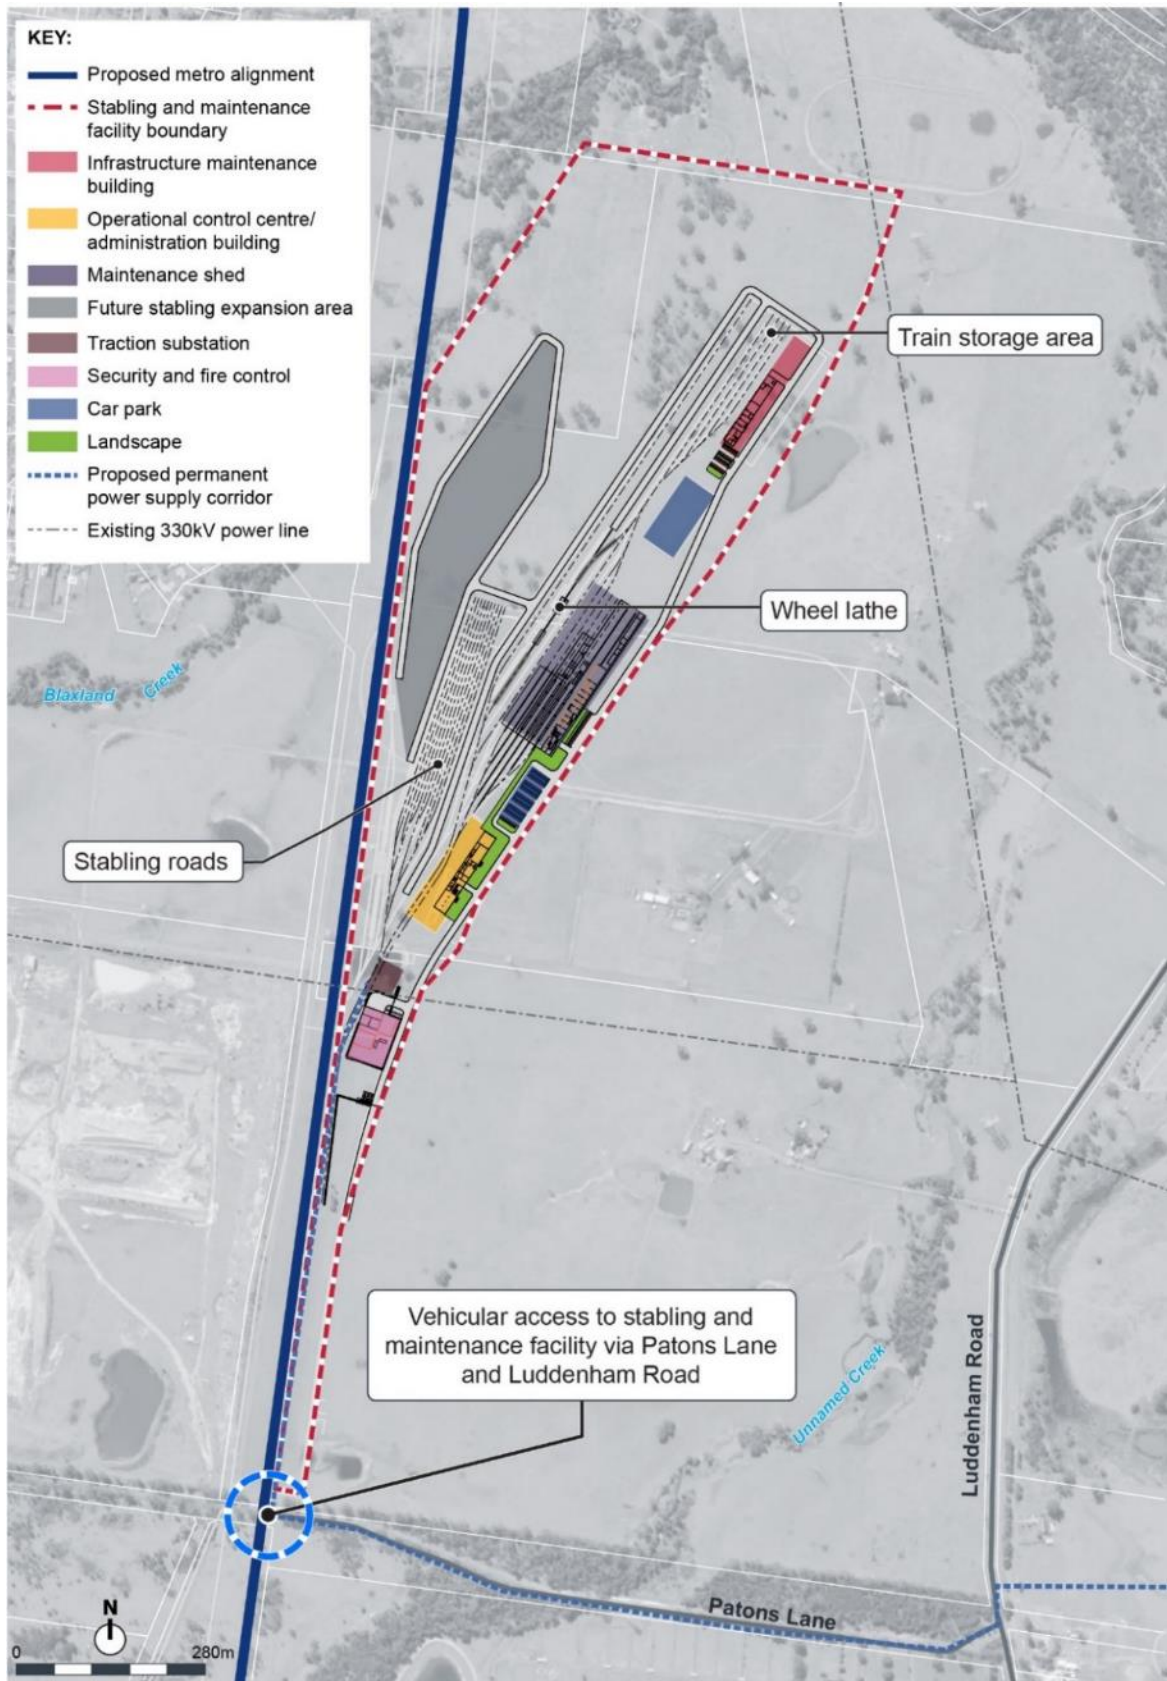 KEY:
Proposed metro alignment
Stabling and maintenance
facility boundary
Infrastructure maintenance
building
Operational control centre/
administration building
Maintenance shed
Future stabling expansion area
Traction substation
Security and fire control
Car park
Landscape
Proposed permanent
power supply corridor
Existing 330kV power line
Train storage area
Wheel lathe
Blaxland Creek
Stabling roads
Vehicular access to stabling and
maintenance facility via Patons Lane
and Luddenham Road
Unnamed Creek
Luddenham Road
Patons Lane
N
0 280m